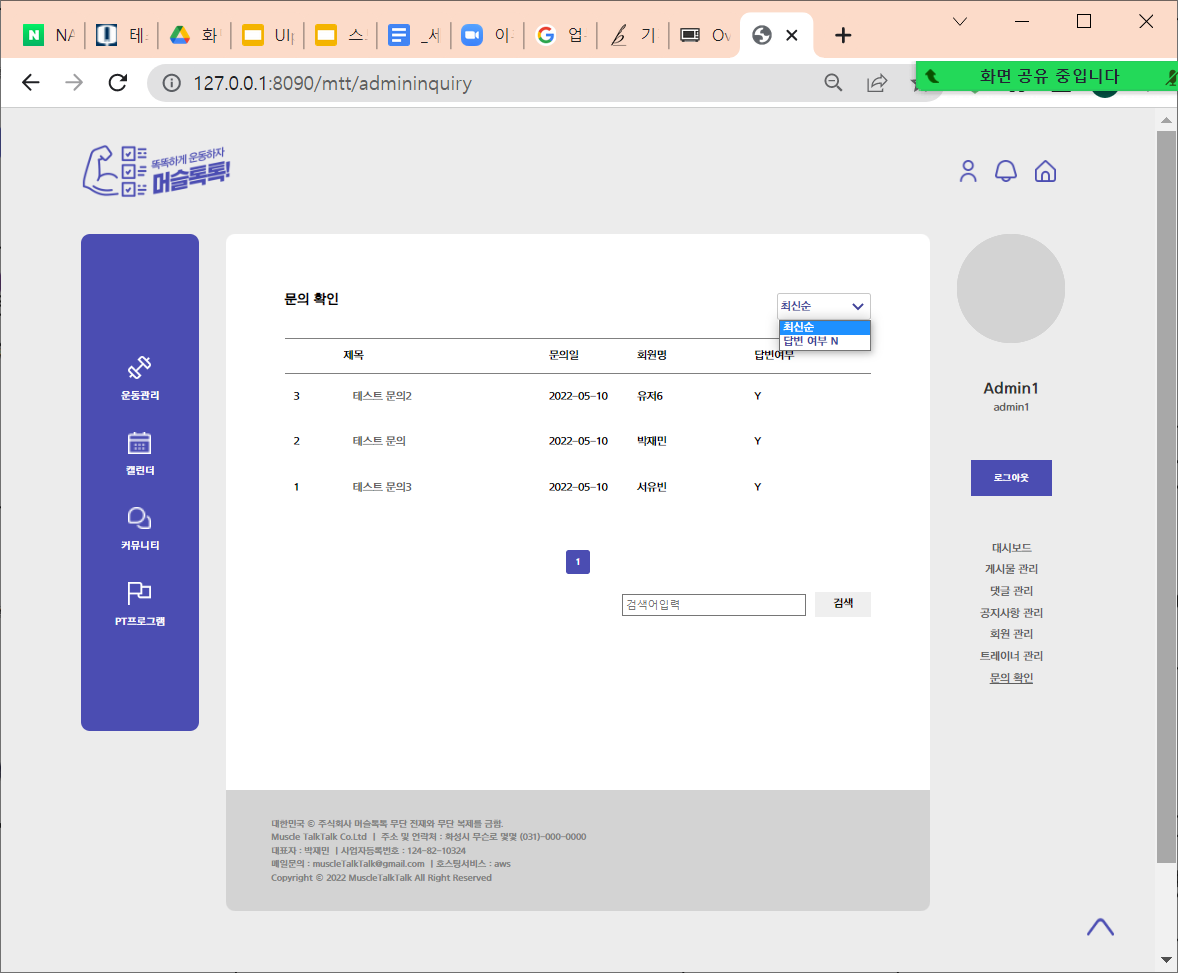 NA
테
화
UI
스
_서
이
업
기
Ov
127.0.0.1:8090/mtt/admininquiry
화면 공유 중입니다
똑똑하게 운동하자
머슬톡톡!
문의 확인
최신순
최신순
답변 여부 N
제목 문의일 회원명 답변여부
3 테스트 문의2 2022-05-10 유저6 Y
2 테스트 문의 2022-05-10 박재민 Y
1 테스트 문의3 2022-05-10 서유빈 Y
1
검색어입력 검색
운동관리
캘린더
커뮤니티
PT프로그램
Admin1
admin1
로그아웃
대시보드
게시물 관리
댓글 관리
공지사항 관리
회원 관리
트레이너 관리
문의 확인
대한민국 © 주식회사 머슬톡톡 무단 전재와 무단 복제를 금함.
Muscle TalkTalk Co.Ltd | 주소 및 연락처 : 화성시 무슨로 몇몇 (031)-000-0000
대표자 : 박재민 | 사업자등록번호 : 124-82-10324
메일문의 : muscleTalkTalk@gmail.com | 호스팅서비스 : aws
Copyright © 2022 MuscleTalkTalk All Right Reserved